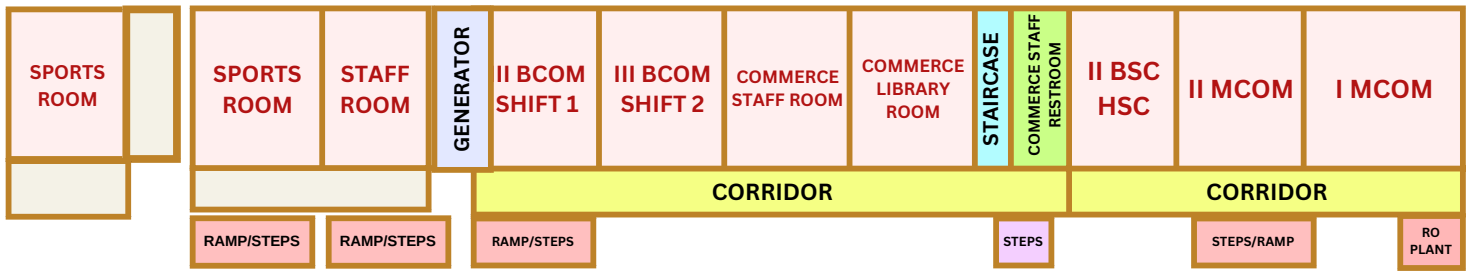 SPORTS
ROOM
SPORTS
ROOM
STAFF
ROOM
GENERATOR
II BCOM
SHIFT 1
III BCOM
SHIFT 2
COMMERCE
STAFF ROOM
COMMERCE
LIBRARY
ROOM
STAIRCASE
COMMERCE STAFF
RESTROOM
II BSC
HSC
II MCOM
I MCOM
CORRIDOR
CORRIDOR
RAMP/STEPS
RAMP/STEPS
RAMP/STEPS
STEPS
STEPS/RAMP
RO
PLANT